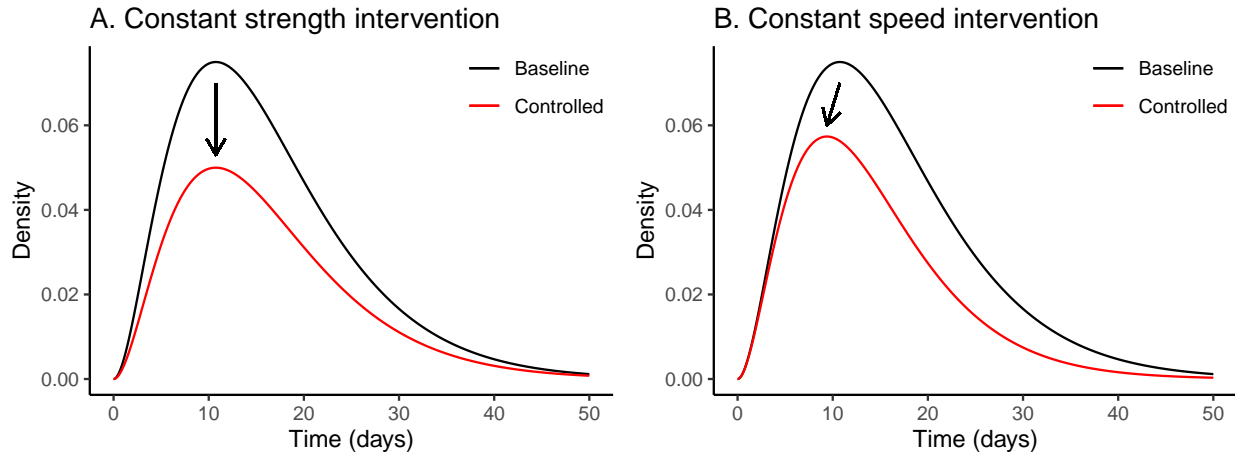 A. Constant strength intervention
Baseline
Controlled
Density
0.06
0.04
0.02
0.00
0 10 20 30 40 50
Time (days)
B. Constant speed intervention
Baseline
Controlled
Density
0.06
0.04
0.02
0.00
0 10 20 30 40 50
Time (days)